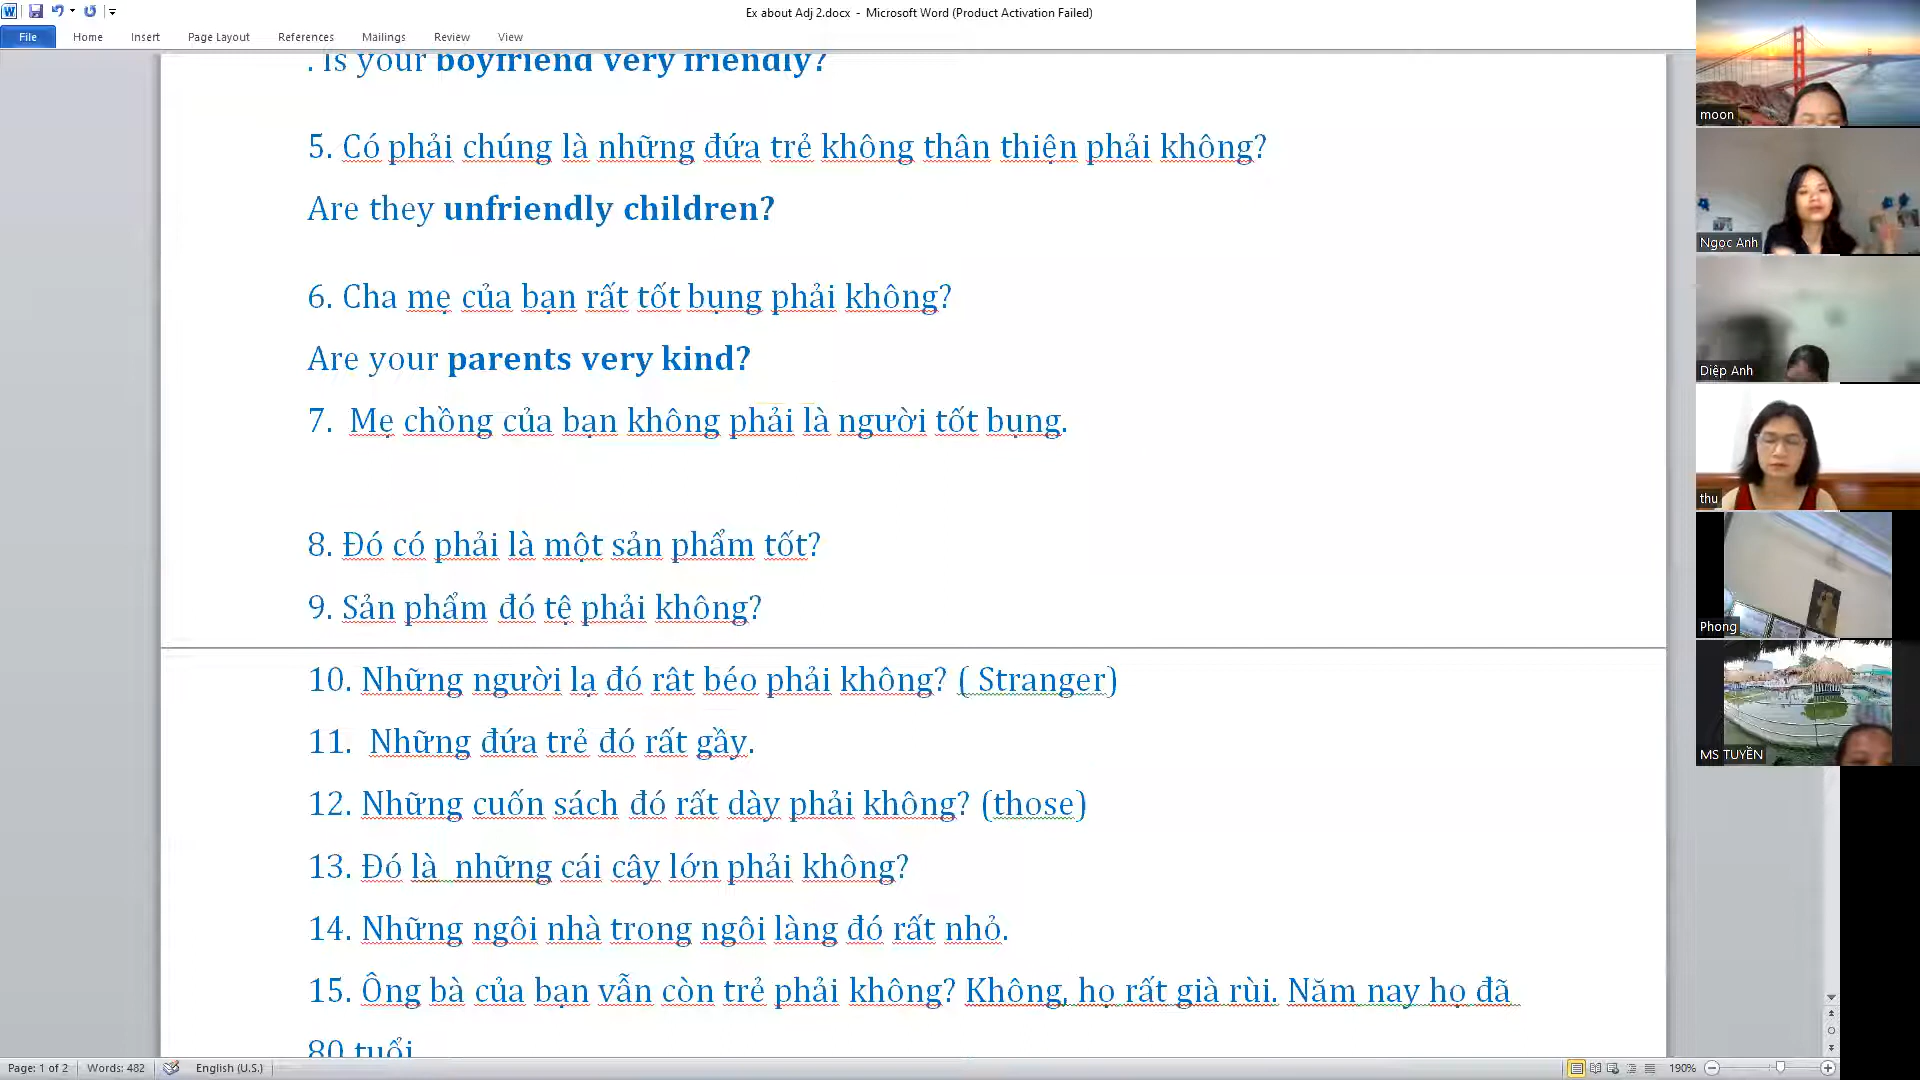 Ex about Adj 2.docx - Microsoft Word (Product Activation Failed)
File Home Insert Page Layout References Mailings Review View
. Is your boyfriend very friendly?
5. Có phải chúng là những đứa trẻ không thân thiện phải không?
Are they unfriendly children?
6. Cha mẹ của bạn rất tốt bụng phải không?
Are your parents very kind?
7. Mẹ chồng của bạn không phải là người tốt bụng.
8. Đó có phải là một sản phẩm tốt?
9. Sản phẩm đó tệ phải không?
10. Những người lạ đó rât béo phải không? ( Stranger)
11. Những đứa trẻ đó rất gầy.
12. Những cuốn sách đó rất dày phải không? (those)
13. Đó là những cái cây lớn phải không?
14. Những ngôi nhà trong ngôi làng đó rất nhỏ.
15. Ông bà của bạn vẫn còn trẻ phải không? Không, họ rất già rùi. Năm nay họ đã
80 tuổi
Page: 1 of 2 Words: 482 English (U.S.) 190%
moon
Ngọc Anh
Diệp Anh
thu
Phong
MS TUYỀN